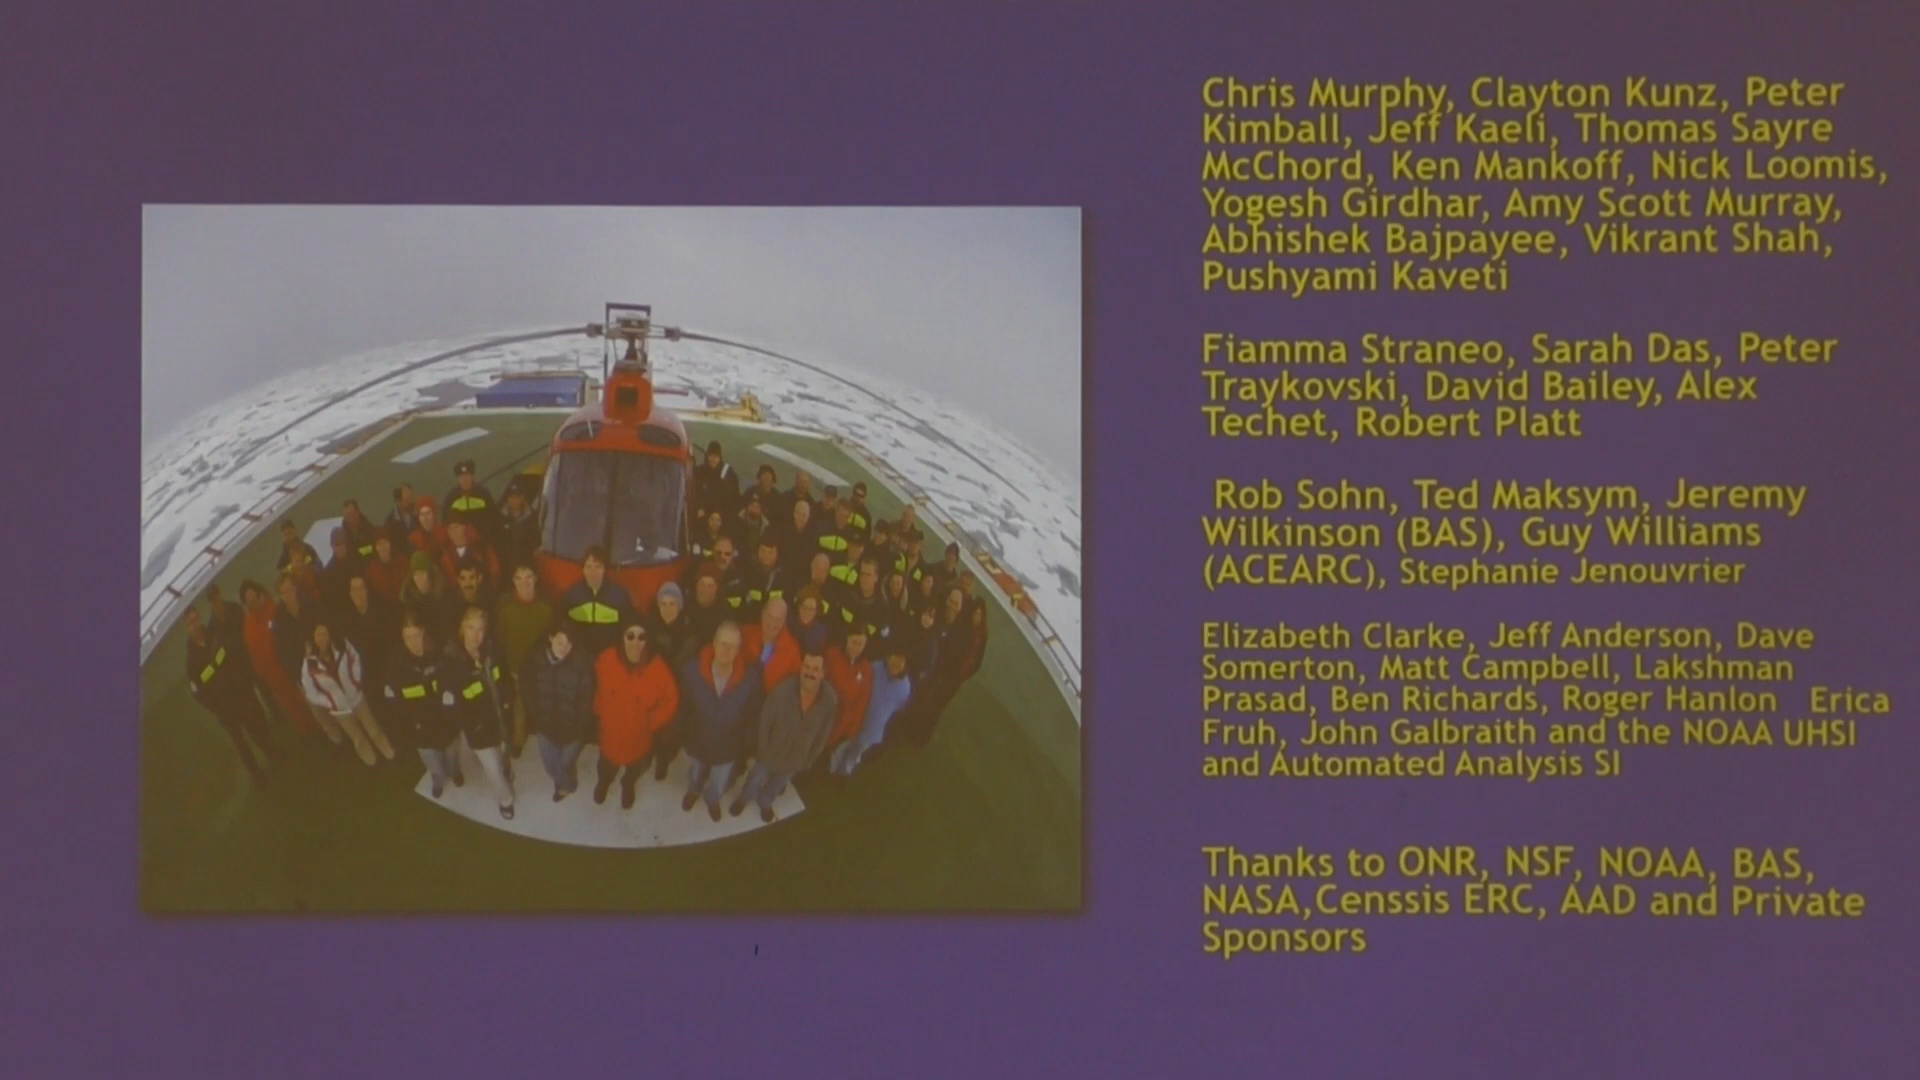 Chris Murphy, Clayton Kunz, Peter
Kimball, Jeff Kaeli, Thomas Sayre
McChord, Ken Mankoff, Nick Loomis,
Yogesh Girdhar, Amy Scott Murray,
Abhishek Bajpayee, Vikrant Shah,
Pushyami Kaveti
Fiamma Straneo, Sarah Das, Peter
Traykovski, David Bailey, Alex
Techet, Robert Platt
Rob Sohn, Ted Maksym, Jeremy
Wilkinson (BAS), Guy Williams
(ACEARC), Stephanie Jenouvrier
Elizabeth Clarke, Jeff Anderson, Dave
Somerton, Matt Campbell, Lakshman
Prasad, Ben Richards, Roger Hanlon Erica
Fruh, John Galbraith and the NOAA UHSI
and Automated Analysis SI
Thanks to ONR, NSF, NOAA, BAS,
NASA,Censsis ERC, AAD and Private
Sponsors